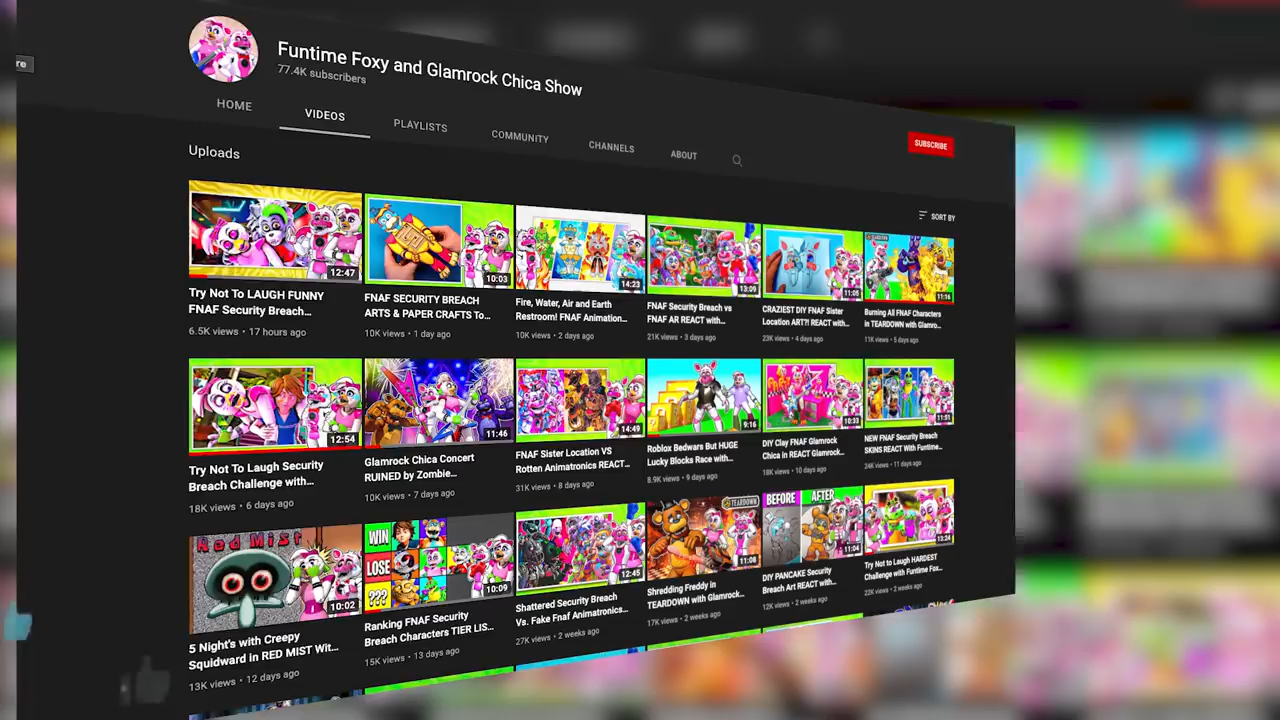 re
Funtime Foxy and Glamrock Chica Show
77.4K subscribers
HOME
VIDEOS
PLAYLISTS
COMMUNITY
CHANNELS
ABOUT
SUBSCRIBE
Uploads
SORT BY
12:47
10:03
14:23
13:09
11:05
TEARDOWN
11:16
Try Not To LAUGH FUNNY
FNAF Security Breach...
6.5K views • 17 hours ago
FNAF SECURITY BREACH
ARTS & PAPER CRAFTS To...
10K views • 1 day ago
Fire, Water, Air and Earth
Restroom! FNAF Animation...
10K views • 2 days ago
FNAF Security Breach vs
FNAF AR REACT with...
21K views • 3 days ago
CRAZIEST DIY FNAF Sister
Location ART?! REACT with...
23K views • 4 days ago
Burning All FNAF Characters
in TEARDOWN with Glamro...
11K views • 5 days ago
12:54
11:46
14:49
9:16
10:33
11:51
Try Not To Laugh Security
Breach Challenge with...
18K views • 6 days ago
Glamrock Chica Concert
RUINED by Zombie...
10K views • 7 days ago
FNAF Sister Location VS
Rotten Animatronics REACT...
31K views • 8 days ago
Roblox Bedwars But HUGE
Lucky Blocks Race with...
8.9K views • 9 days ago
DIY Clay FNAF Glamrock
Chica in REACT Glamrock...
18K views • 10 days ago
NEW FNAF Security Breach
SKINS REACT With Funtime...
24K views • 11 days ago
Red Mist
10:02
WIN
LOSE
???
10:09
12:45
TEARDOWN
11:08
BEFORE
AFTER
11:04
13:24
5 Night's with Creepy
Squidward in RED MIST Wit...
13K views • 12 days ago
Ranking FNAF Security
Breach Characters TIER LIS...
15K views • 13 days ago
Shattered Security Breach
Vs. Fake Fnaf Animatronics...
27K views • 2 weeks ago
Shredding Freddy in
TEARDOWN with Glamrock...
17K views • 2 weeks ago
DIY PANCAKE Security
Breach Art REACT with...
12K views • 2 weeks ago
Try Not to Laugh HARDEST
Challenge with Funtime Fox...
22K views • 2 weeks ago